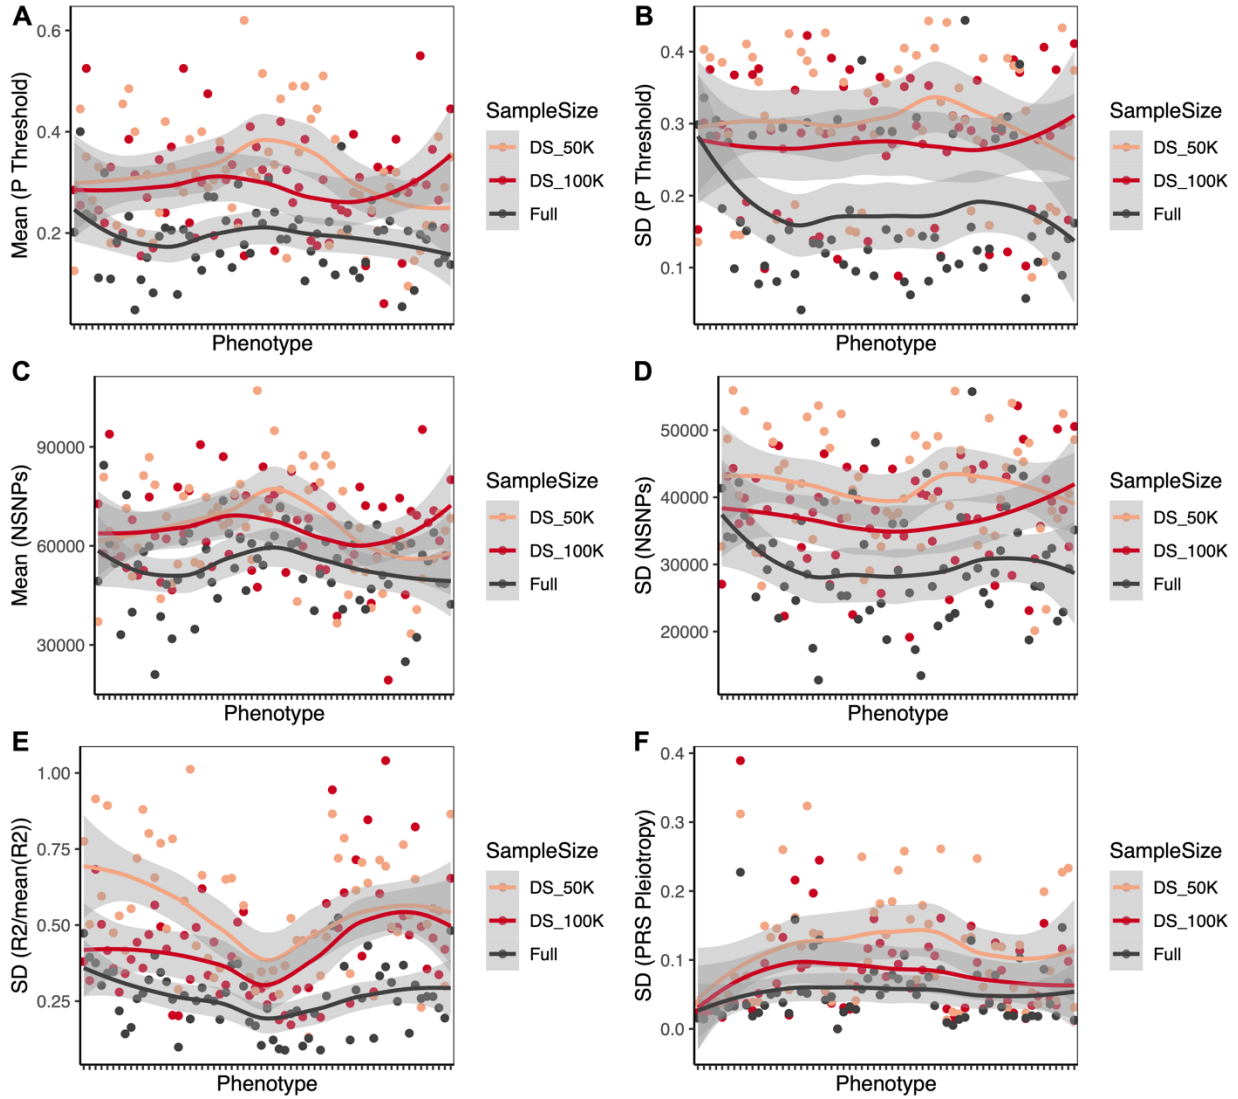 A
Mean (P Threshold)
0.6
0.4
0.2
Phenotype
SampleSize
DS_50K
DS_100K
Full
B
SD (P Threshold)
0.4
0.3
0.2
0.1
Phenotype
SampleSize
DS_50K
DS_100K
Full
C
Mean (NSNPs)
90000
60000
30000
Phenotype
SampleSize
DS_50K
DS_100K
Full
D
SD (NSNPs)
50000
40000
30000
20000
Phenotype
SampleSize
DS_50K
DS_100K
Full
E
SD (R2/mean(R2))
1.00
0.75
0.50
0.25
Phenotype
SampleSize
DS_50K
DS_100K
Full
F
SD (PRS Pleiotropy)
0.4
0.3
0.2
0.1
0.0
Phenotype
SampleSize
DS_50K
DS_100K
Full